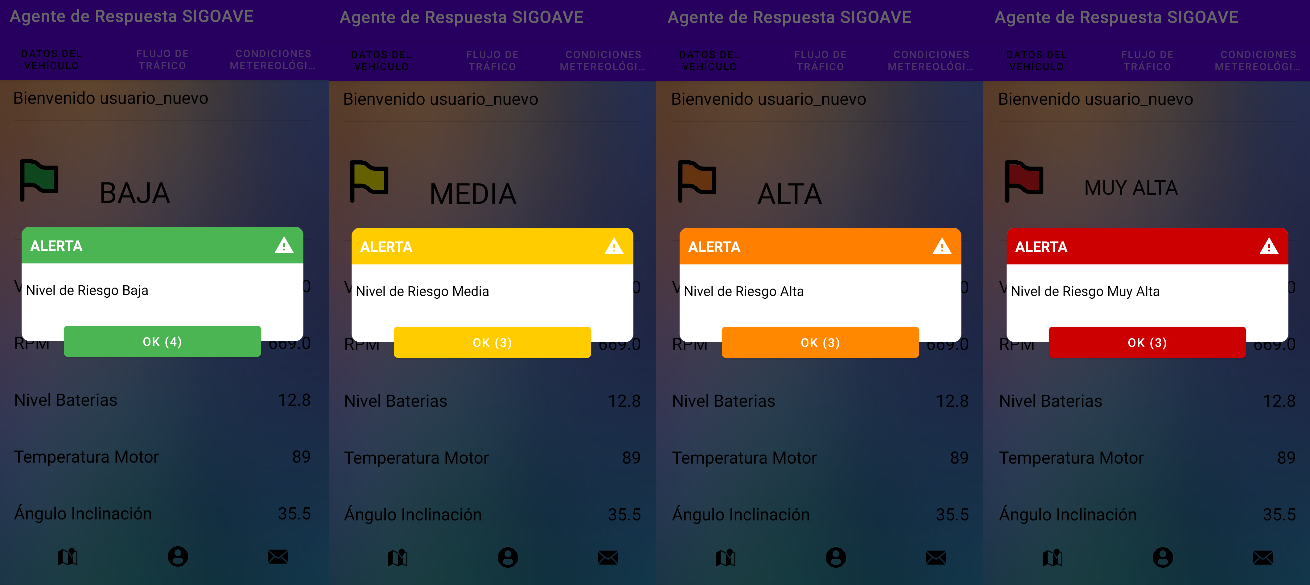 Agente de Respuesta SIGOAVE
DATOS DEL VEHÍCULO
FLUJO DE TRÁFICO
CONDICIONES METEREOLÓGI...
Bienvenido usuario_nuevo
BAJA
ALERTA
Nivel de Riesgo Baja
0
OK (4)
RPM 669.0
Nivel Baterias 12.8
Temperatura Motor 89
Ángulo Inclinación 35.5
Agente de Respuesta SIGOAVE
DATOS DEL VEHÍCULO
FLUJO DE TRÁFICO
CONDICIONES METEREOLÓGI...
Bienvenido usuario_nuevo
MEDIA
ALERTA
Nivel de Riesgo Media
0
OK (3)
RPM 669.0
Nivel Baterias 12.8
Temperatura Motor 89
Ángulo Inclinación 35.5
Agente de Respuesta SIGOAVE
DATOS DEL VEHÍCULO
FLUJO DE TRÁFICO
CONDICIONES METEREOLÓGI...
Bienvenido usuario_nuevo
ALTA
ALERTA
Nivel de Riesgo Alta
0
OK (3)
RPM 669.0
Nivel Baterias 12.8
Temperatura Motor 89
Ángulo Inclinación 35.5
Agente de Respuesta SIGOAVE
DATOS DEL VEHÍCULO
FLUJO DE TRÁFICO
CONDICIONES METEREOLÓGI...
Bienvenido usuario_nuevo
MUY ALTA
ALERTA
Nivel de Riesgo Muy Alta
0
OK (3)
RPM 669.0
Nivel Baterias 12.8
Temperatura Motor 89
Ángulo Inclinación 35.5